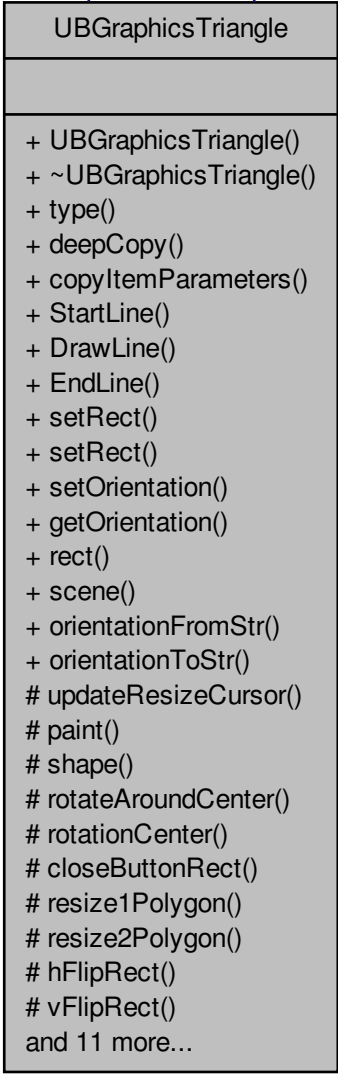 UBGraphicsTriangle
+ UBGraphicsTriangle()
+ ~UBGraphicsTriangle()
+ type()
+ deepCopy()
+ copyItemParameters()
+ StartLine()
+ DrawLine()
+ EndLine()
+ setRect()
+ setRect()
+ setOrientation()
+ getOrientation()
+ rect()
+ scene()
+ orientationFromStr()
+ orientationToStr()
# updateResizeCursor()
# paint()
# shape()
# rotateAroundCenter()
# rotationCenter()
# closeButtonRect()
# resize1Polygon()
# resize2Polygon()
# hFlipRect()
# vFlipRect()
and 11 more...